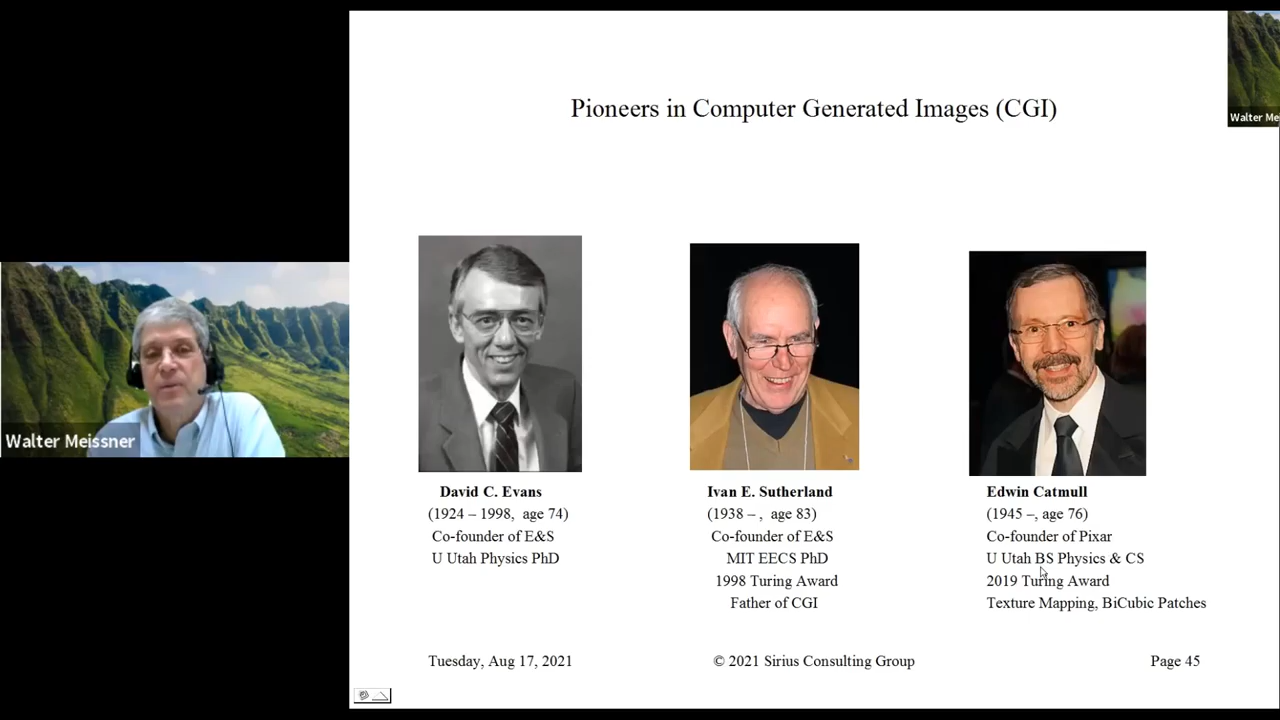 Pioneers in Computer Generated Images (CGI)
Walter Me
Walter Meissner
David C. Evans
(1924 – 1998, age 74)
Co-founder of E&S
U Utah Physics PhD
Ivan E. Sutherland
(1938 – , age 83)
Co-founder of E&S
MIT EECS PhD
1998 Turing Award
Father of CGI
Edwin Catmull
(1945 –, age 76)
Co-founder of Pixar
U Utah BS Physics & CS
2019 Turing Award
Texture Mapping, BiCubic Patches
Tuesday, Aug 17, 2021
© 2021 Sirius Consulting Group
Page 45